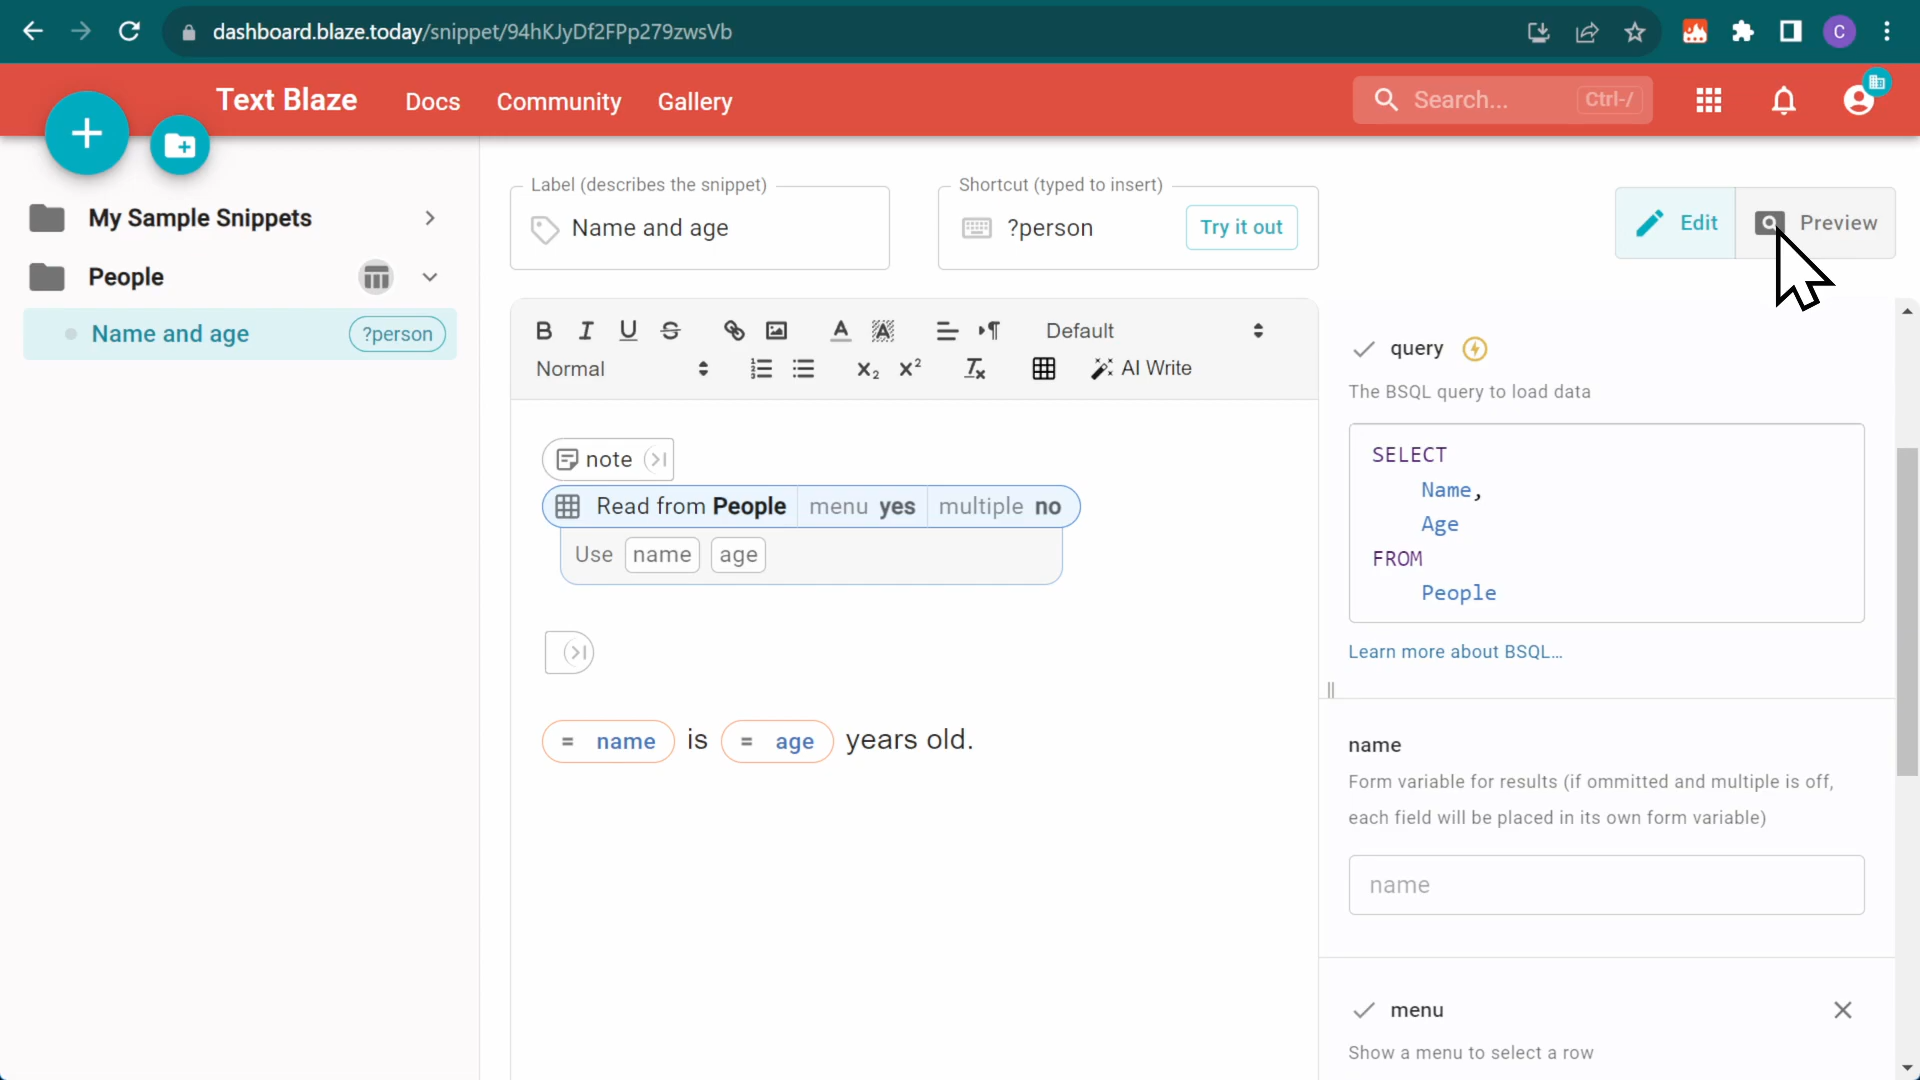 dashboard.blaze.today/snippet/94hKJyDf2FPp279zwsVb
C
Text Blaze
Docs
Community
Gallery
Search...
Ctrl-/
My Sample Snippets
People
Name and age
?person
Label (describes the snippet)
Name and age
Shortcut (typed to insert)
?person
Try it out
Edit
Preview
B I U S
Default
Normal
AI Write
note
Read from People menu yes multiple no
Use name age
= name is = age years old.
query
The BSQL query to load data
SELECT
Name,
Age
FROM
People
Learn more about BSQL...
name
Form variable for results (if ommitted and multiple is off,
each field will be placed in its own form variable)
name
menu
Show a menu to select a row